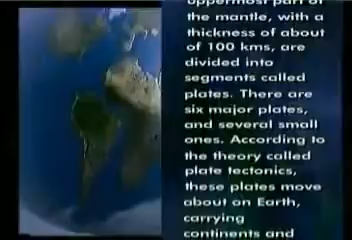 uppermost part of
the mantle, with a
thickness of about
of 100 kms, are
divided into
segments called
plates. There are
six major plates,
and several small
ones. According to
the theory called
plate tectonics,
these plates move
about on Earth,
carrying
continents and